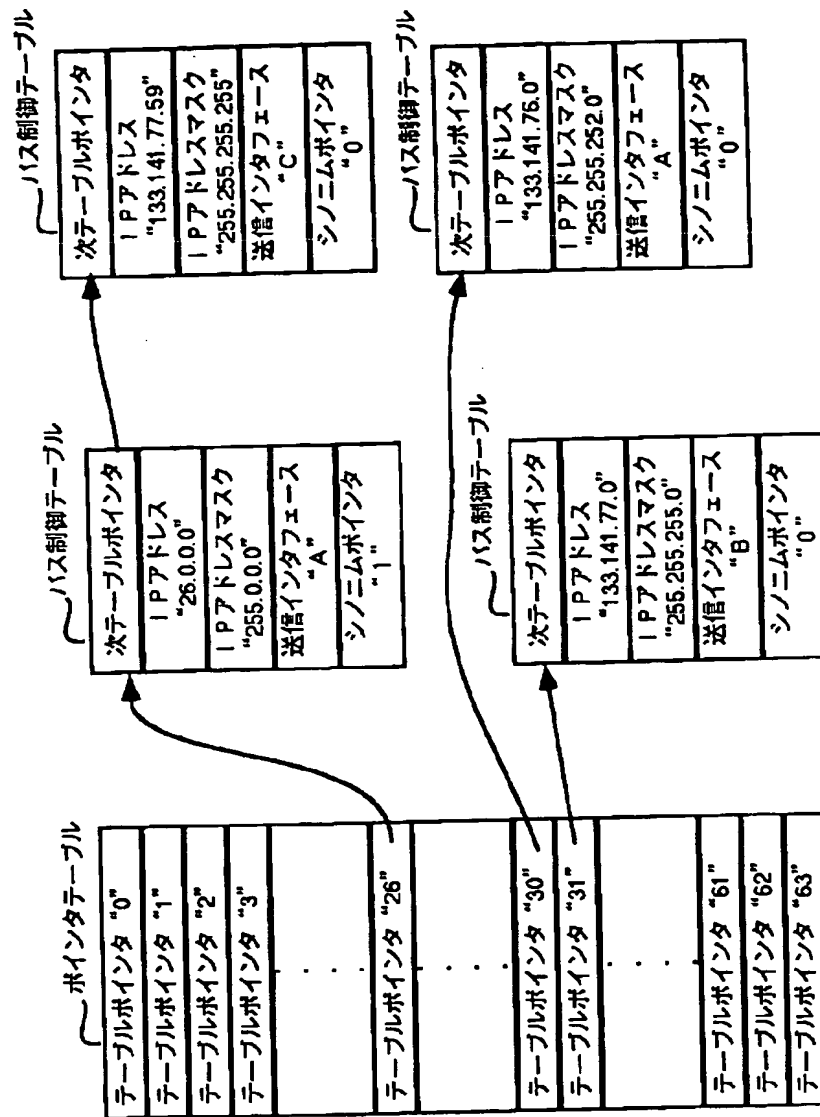 ポインタテーブル
テーブルポインタ “0”
テーブルポインタ “1”
テーブルポインタ “2”
テーブルポインタ “3”
テーブルポインタ “26”
テーブルポインタ “30”
テーブルポインタ “31”
テーブルポインタ “61”
テーブルポインタ “62”
テーブルポインタ “63”
パス制御テーブル
次テーブルポインタ
IPアドレス
“26.0.0.0”
IPアドレスマスク
“255.0.0.0”
送信インタフェース
“A”
シノニムポインタ
“1”
パス制御テーブル
次テーブルポインタ
IPアドレス
“133.141.77.59”
IPアドレスマスク
“255.255.255.255”
送信インタフェース
“C”
シノニムポインタ
“0”
パス制御テーブル
次テーブルポインタ
IPアドレス
“133.141.77.0”
IPアドレスマスク
“255.255.255.0”
送信インタフェース
“B”
シノニムポインタ
“0”
パス制御テーブル
次テーブルポインタ
IPアドレス
“133.141.76.0”
IPアドレスマスク
“255.255.252.0”
送信インタフェース
“A”
シノニムポインタ
“0”